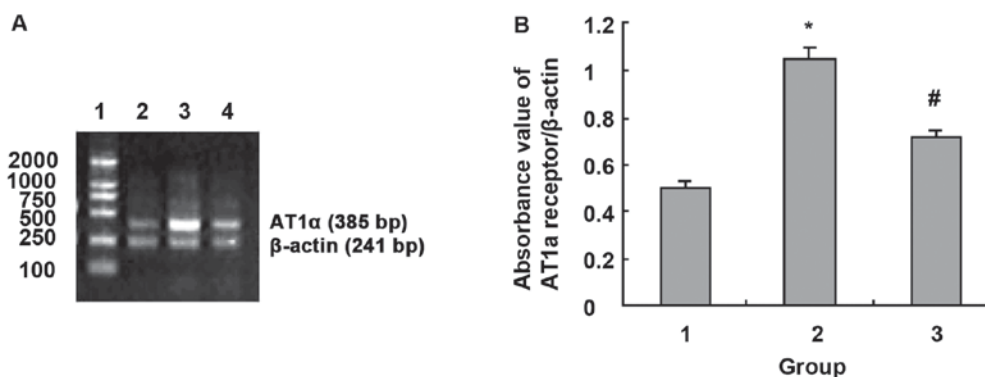 A
1 2 3 4
2000
1000
750
500
250
100
AT1α (385 bp)
β-actin (241 bp)
B
Absorbance value of
AT1a receptor/β-actin
1.2
1
0.8
0.6
0.4
0.2
0
*
#
1 2 3
Group